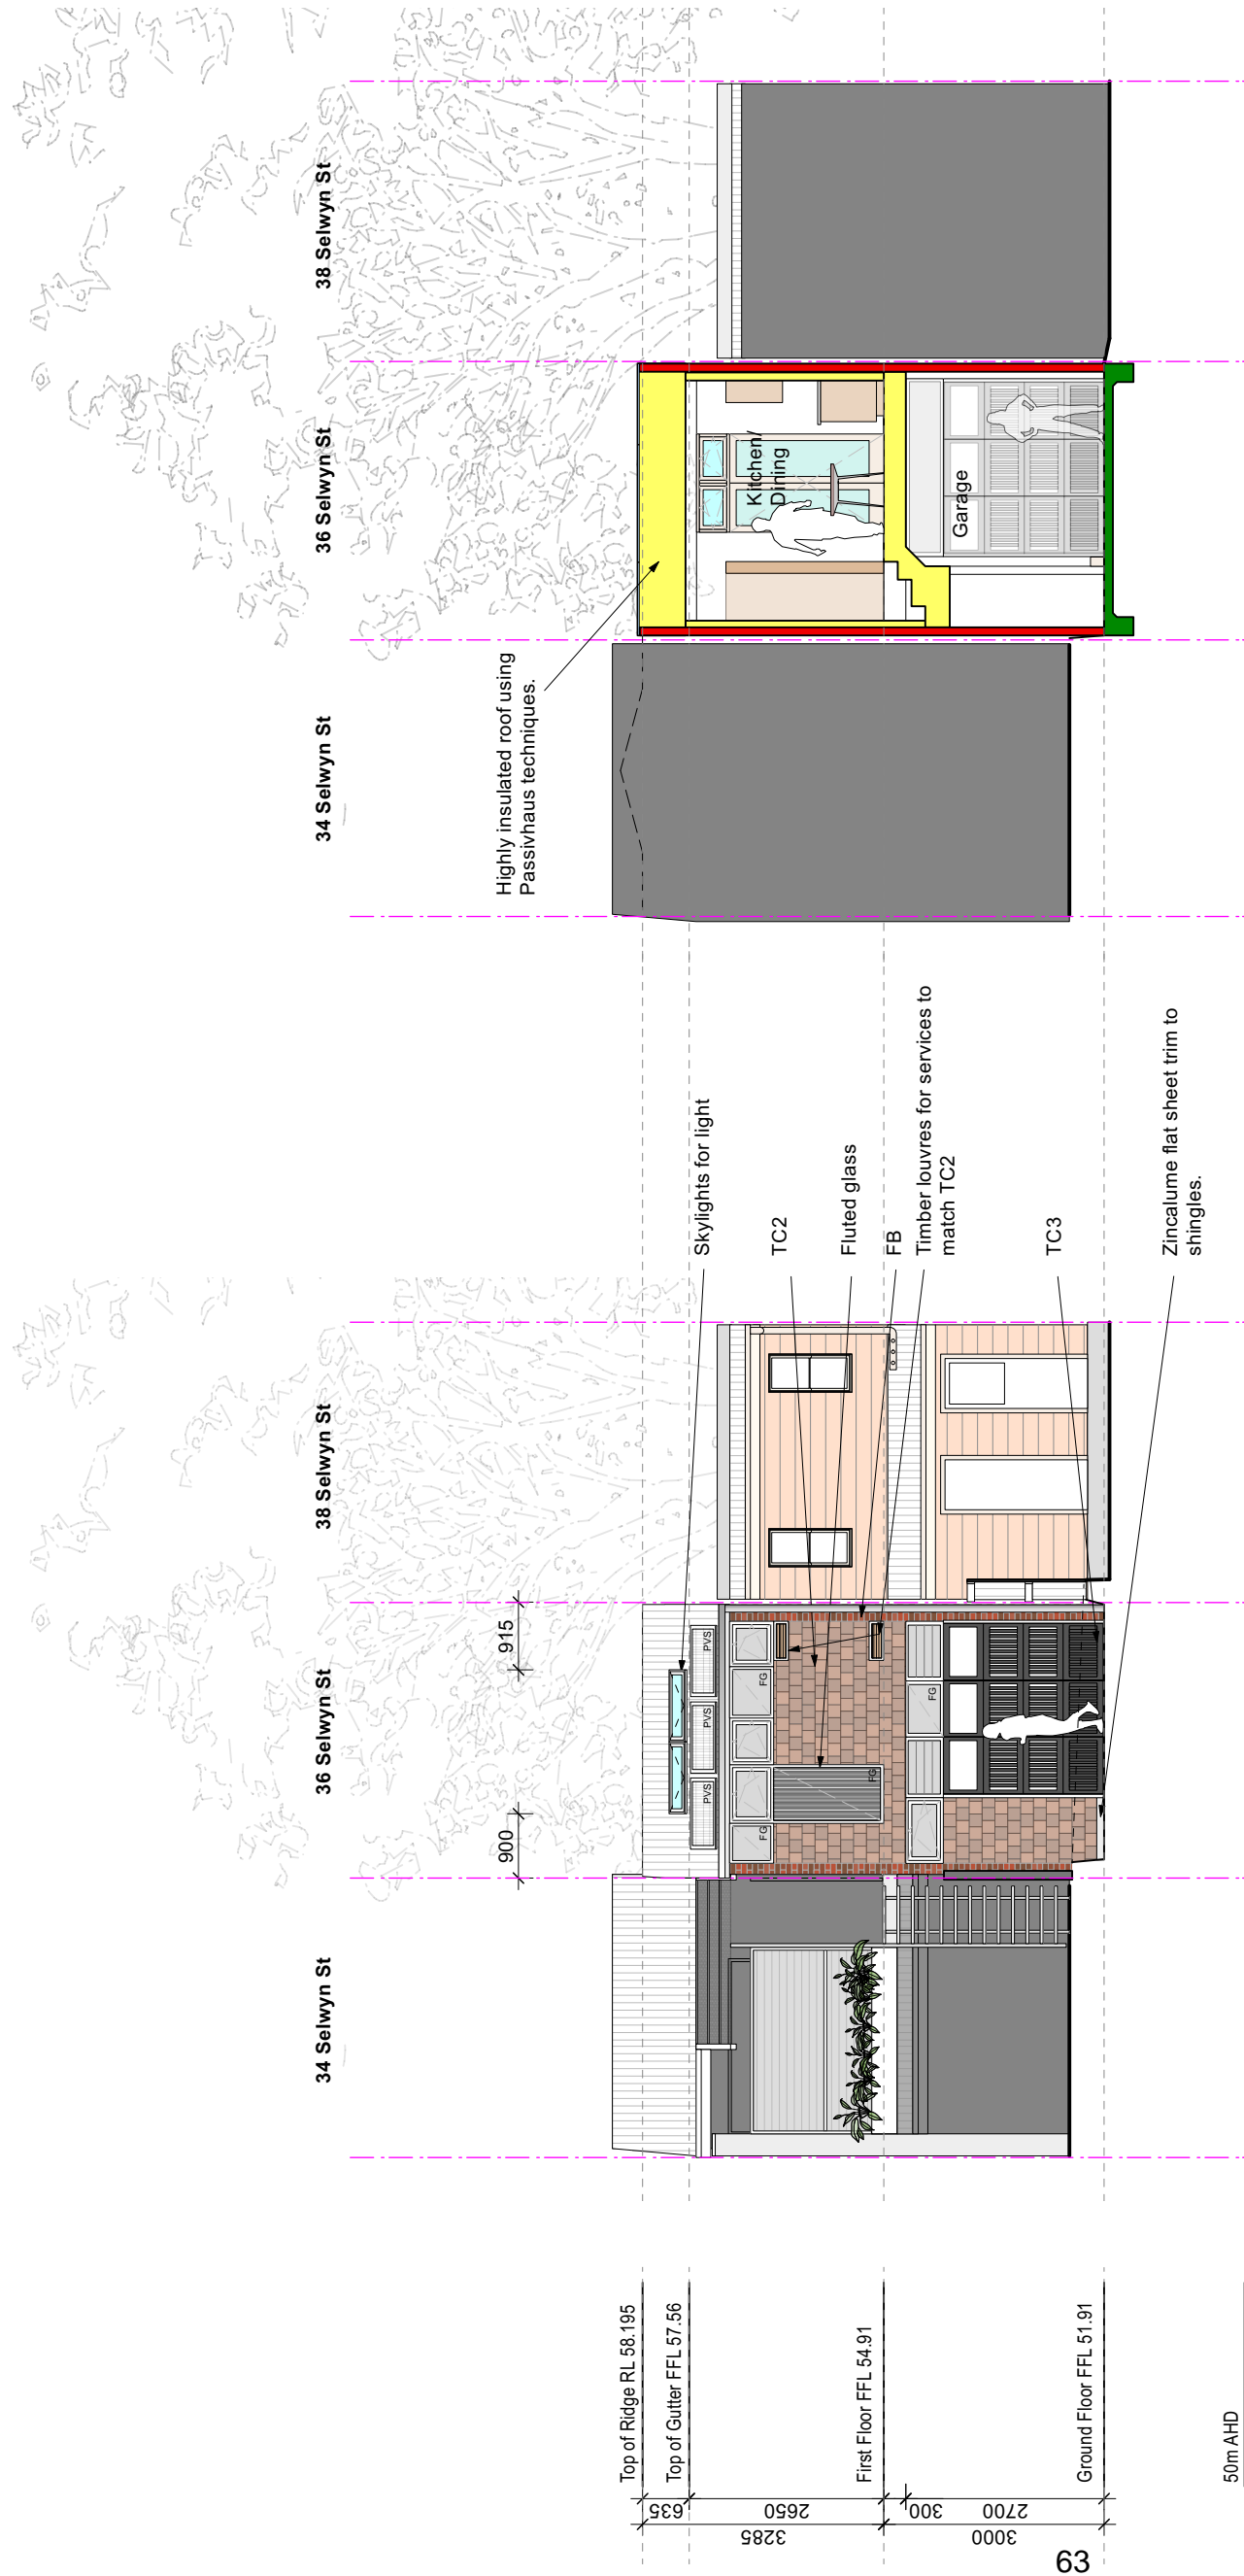 34 Selwyn St
36 Selwyn St
38 Selwyn St
34 Selwyn St
36 Selwyn St
38 Selwyn St
900
915
Highly insulated roof using
Passivhaus techniques.
Top of Ridge RL 58.195
Top of Gutter FFL 57.56
First Floor FFL 54.91
Ground Floor FFL 51.91
50m AHD
635
2650
3285
300
2700
3000
PVS
PVS
PVS
FG
FG
FG
FG
Skylights for light
TC2
Fluted glass
FB
Timber louvres for services to
match TC2
TC3
Zincalume flat sheet trim to
shingles.
Kitchen/
Dining
Garage
63